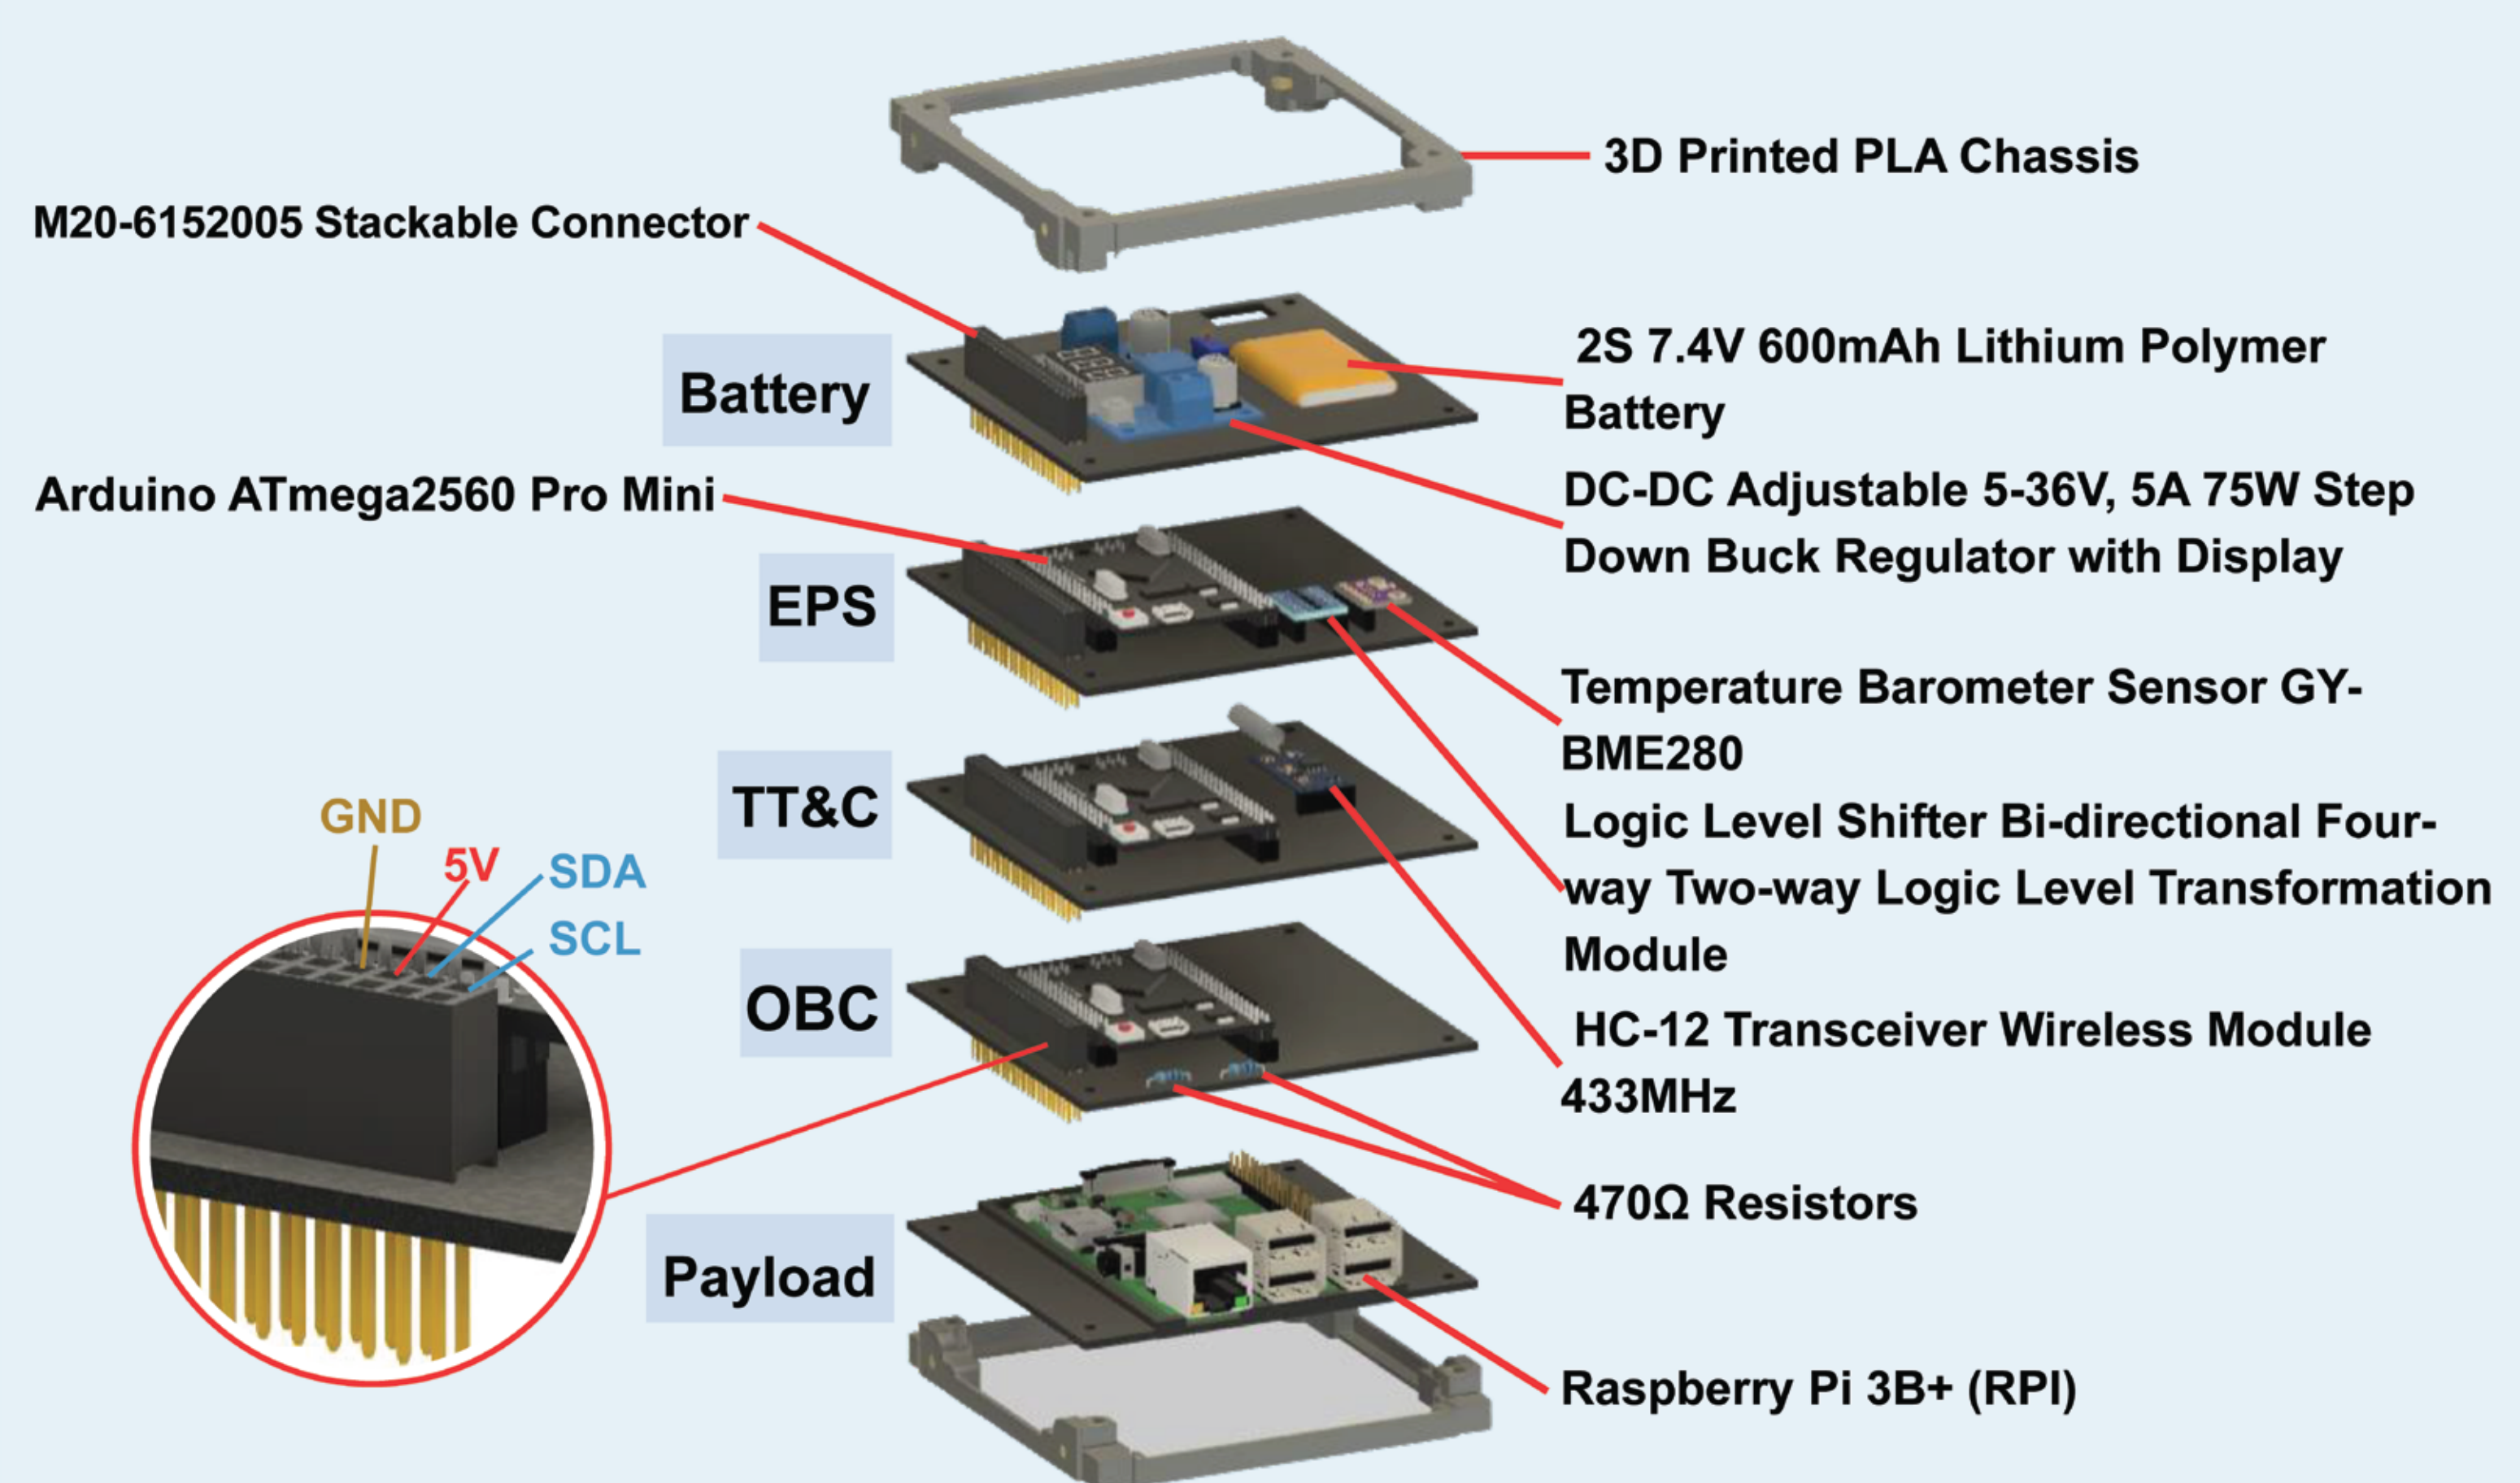 3D Printed PLA Chassis
M20-6152005 Stackable Connector
Battery
2S 7.4V 600mAh Lithium Polymer
Battery
DC-DC Adjustable 5-36V, 5A 75W Step
Down Buck Regulator with Display
Arduino ATmega2560 Pro Mini
EPS
Temperature Barometer Sensor GY-
BME280
TT&C
Logic Level Shifter Bi-directional Four-
way Two-way Logic Level Transformation
Module
GND
5V
SDA
SCL
OBC
HC-12 Transceiver Wireless Module
433MHz
470Ω Resistors
Payload
Raspberry Pi 3B+ (RPI)